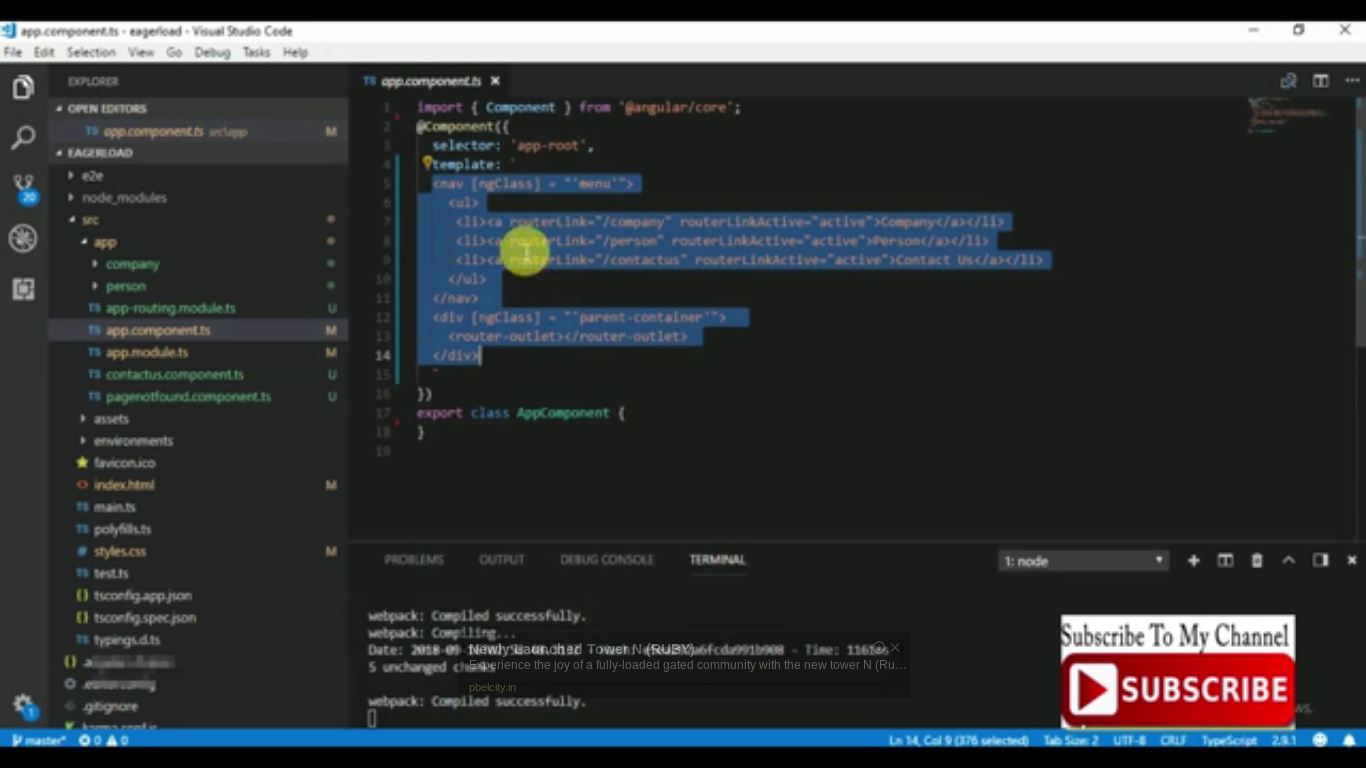 app.component.ts - eagerload - Visual Studio Code
File Edit Selection View Go Debug Tasks Help
EXPLORER
OPEN EDITORS
TS app.component.ts src\app M
EAGERLOAD
e2e
node_modules
src
app
company
person
TS app-routing.module.ts U
TS app.component.ts M
TS app.module.ts M
TS contactus.component.ts U
TS pagenotfound.component.ts U
assets
environments
favicon.ico
<> index.html M
TS main.ts
TS polyfills.ts
# styles.css M
TS test.ts
{} tsconfig.app.json
{} tsconfig.spec.json
TS typings.d.ts
.gitignore
karma.conf.js
20
1
TS app.component.ts
1 import { Component } from '@angular/core';
2 @Component({
3 selector: 'app-root',
4 template: `
5 <nav [ngClass] = "'menu'">
6 <ul>
7 <li><a routerLink="/company" routerLinkActive="active">Company</a></li>
8 <li><a routerLink="/person" routerLinkActive="active">Person</a></li>
9 <li><a routerLink="/contactus" routerLinkActive="active">Contact Us</a></li>
10 </ul>
11 </nav>
12 <div [ngClass] = "'parent-container'">
13 <router-outlet></router-outlet>
14 </div>
15 `
16 })
17 export class AppComponent {
18 }
19
PROBLEMS OUTPUT DEBUG CONSOLE TERMINAL 1: node
webpack: Compiled successfully.
webpack: Compiling...
Date: 2018-09 - Time:
5 unchanged chunks
webpack: Compiled successfully.
Newly Launched Tower N (RUBY)
Experience the joy of a fully-loaded gated community with the new tower N (Ru…
pbelcity.in
Subscribe To My Channel
SUBSCRIBE
master* 0 0 Ln 14, Col 9 (376 selected) Tab Size: 2 UTF-8 CRLF TypeScript 2.9.1